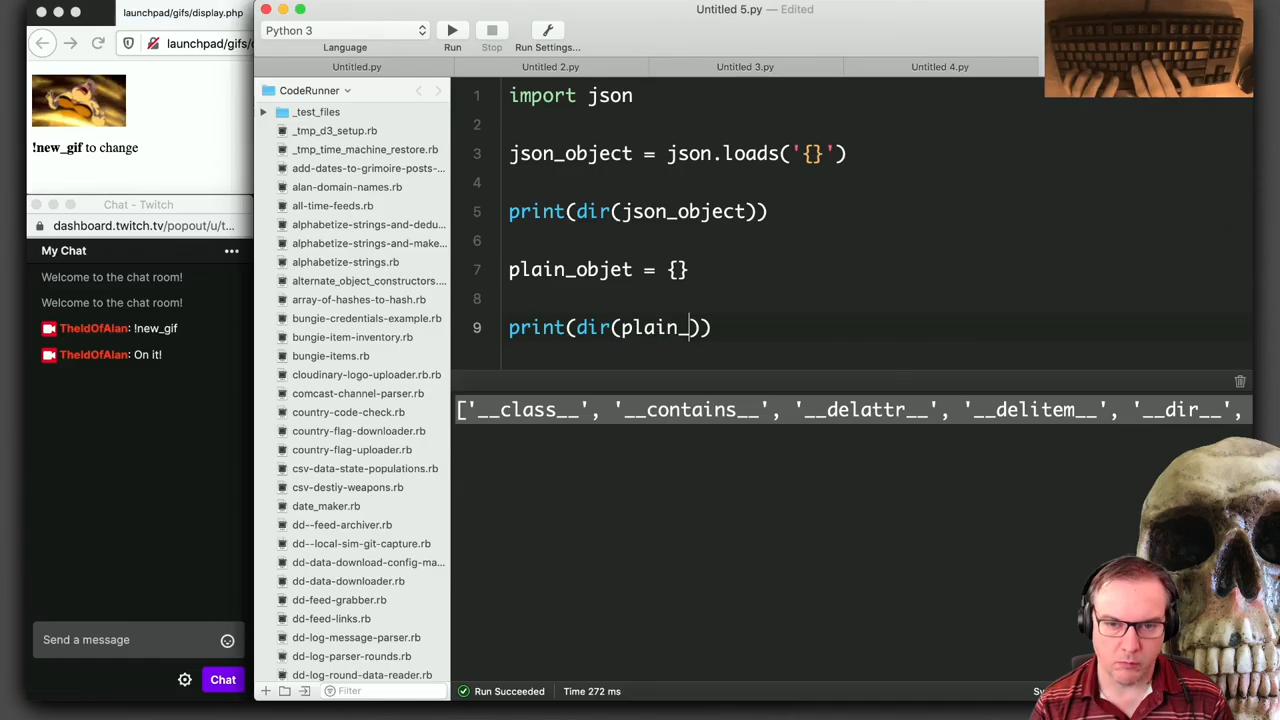 launchpad/gifs/display.php
launchpad/gifs/
!new_gif to change
Chat - Twitch
dashboard.twitch.tv/popout/u/t...
My Chat
Welcome to the chat room!
Welcome to the chat room!
TheIdOfAlan: !new_gif
TheIdOfAlan: On it!
Send a message
Chat
Untitled 5.py — Edited
Python 3
Language
Run
Stop
Run Settings...
Untitled.py
Untitled 2.py
Untitled 3.py
Untitled 4.py
CodeRunner
_test_files
_tmp_d3_setup.rb
_tmp_time_machine_restore.rb
add-dates-to-grimoire-posts-...
alan-domain-names.rb
all-time-feeds.rb
alphabetize-strings-and-dedu...
alphabetize-strings-and-make...
alphabetize-strings.rb
alternate_object_constructors....
array-of-hashes-to-hash.rb
bungie-credentials-example.rb
bungie-item-inventory.rb
bungie-items.rb
cloudinary-logo-uploader.rb.rb
comcast-channel-parser.rb
country-code-check.rb
country-flag-downloader.rb
country-flag-uploader.rb
csv-data-state-populations.rb
csv-destiy-weapons.rb
date_maker.rb
dd--feed-archiver.rb
dd--local-sim-git-capture.rb
dd-data-download-config-ma...
dd-data-downloader.rb
dd-feed-grabber.rb
dd-feed-links.rb
dd-log-message-parser.rb
dd-log-parser-rounds.rb
dd-log-round-data-reader.rb
Filter
1 import json
2
3 json_object = json.loads('{}')
4
5 print(dir(json_object))
6
7 plain_objet = {}
8
9 print(dir(plain_))
['__class__', '__contains__', '__delattr__', '__delitem__', '__dir__',
Run Succeeded
Time 272 ms